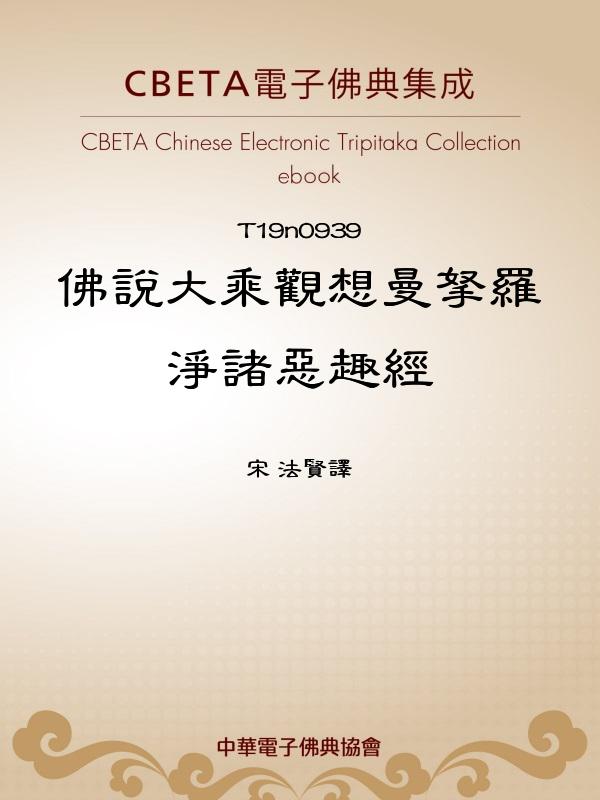 CBETA電子佛典集成
CBETA Chinese Electronic Tripitaka Collection
ebook
T19n0939
佛說大乘觀想曼拏羅
淨諸惡趣經
宋 法賢譯
中華電子佛典協會